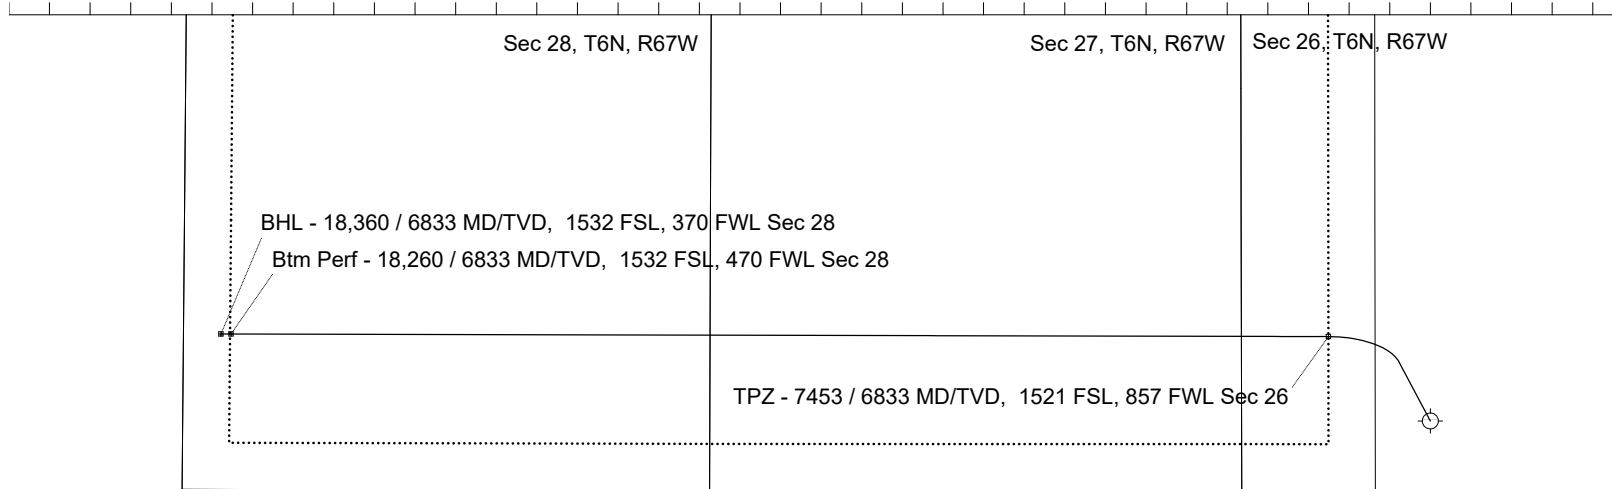 Sec 28, T6N, R67W
Sec 27, T6N, R67W
Sec 26, T6N, R67W
BHL - 18,360 / 6833 MD/TVD,  1532 FSL, 370 FWL Sec 28
Btm Perf - 18,260 / 6833 MD/TVD,  1532 FSL, 470 FWL Sec 28
TPZ - 7453 / 6833 MD/TVD,  1521 FSL, 857 FWL Sec 26